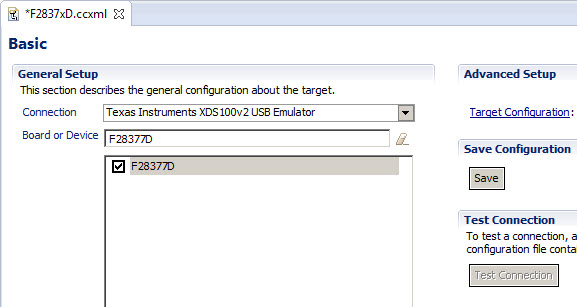 *F2837xD.ccxml
Basic
General Setup
This section describes the general configuration about the target.
Connection
Texas Instruments XDS100v2 USB Emulator
Board or Device
F28377D
F28377D
Advanced Setup
Target Configuration:
Save Configuration
Save
Test Connection
To test a connection, a
configuration file conta
Test Connection